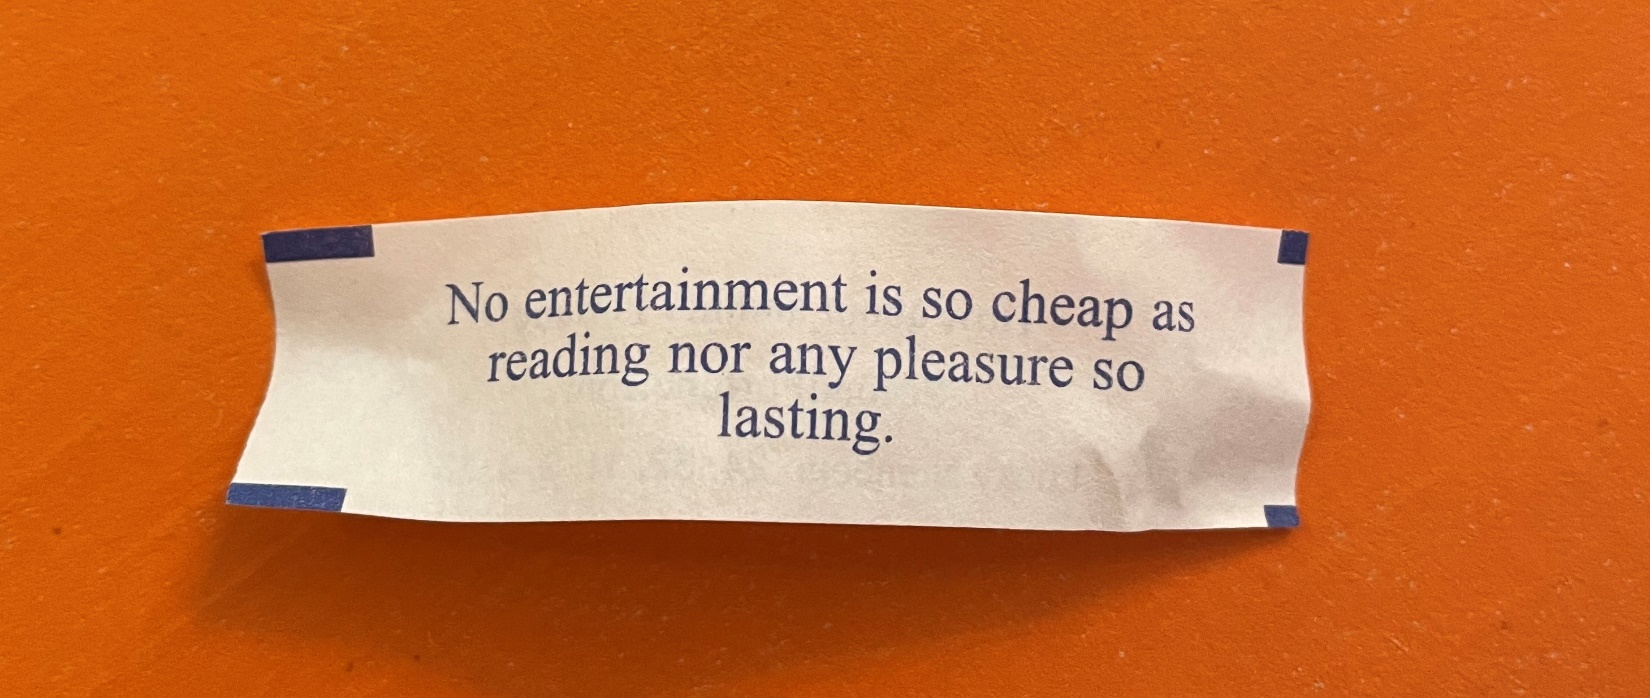 No entertainment is so cheap as
reading nor any pleasure so
lasting.